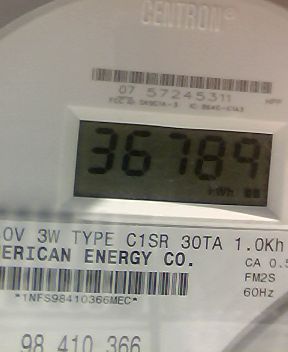 CENTRON®
07 57245311
36789
kWh
.0V 3W TYPE C1SR 30TA 1.0Kh
ERICAN ENERGY CO.
CA 0.5
FM2S
60Hz
*1NFS98410366MEC*
98 410 366